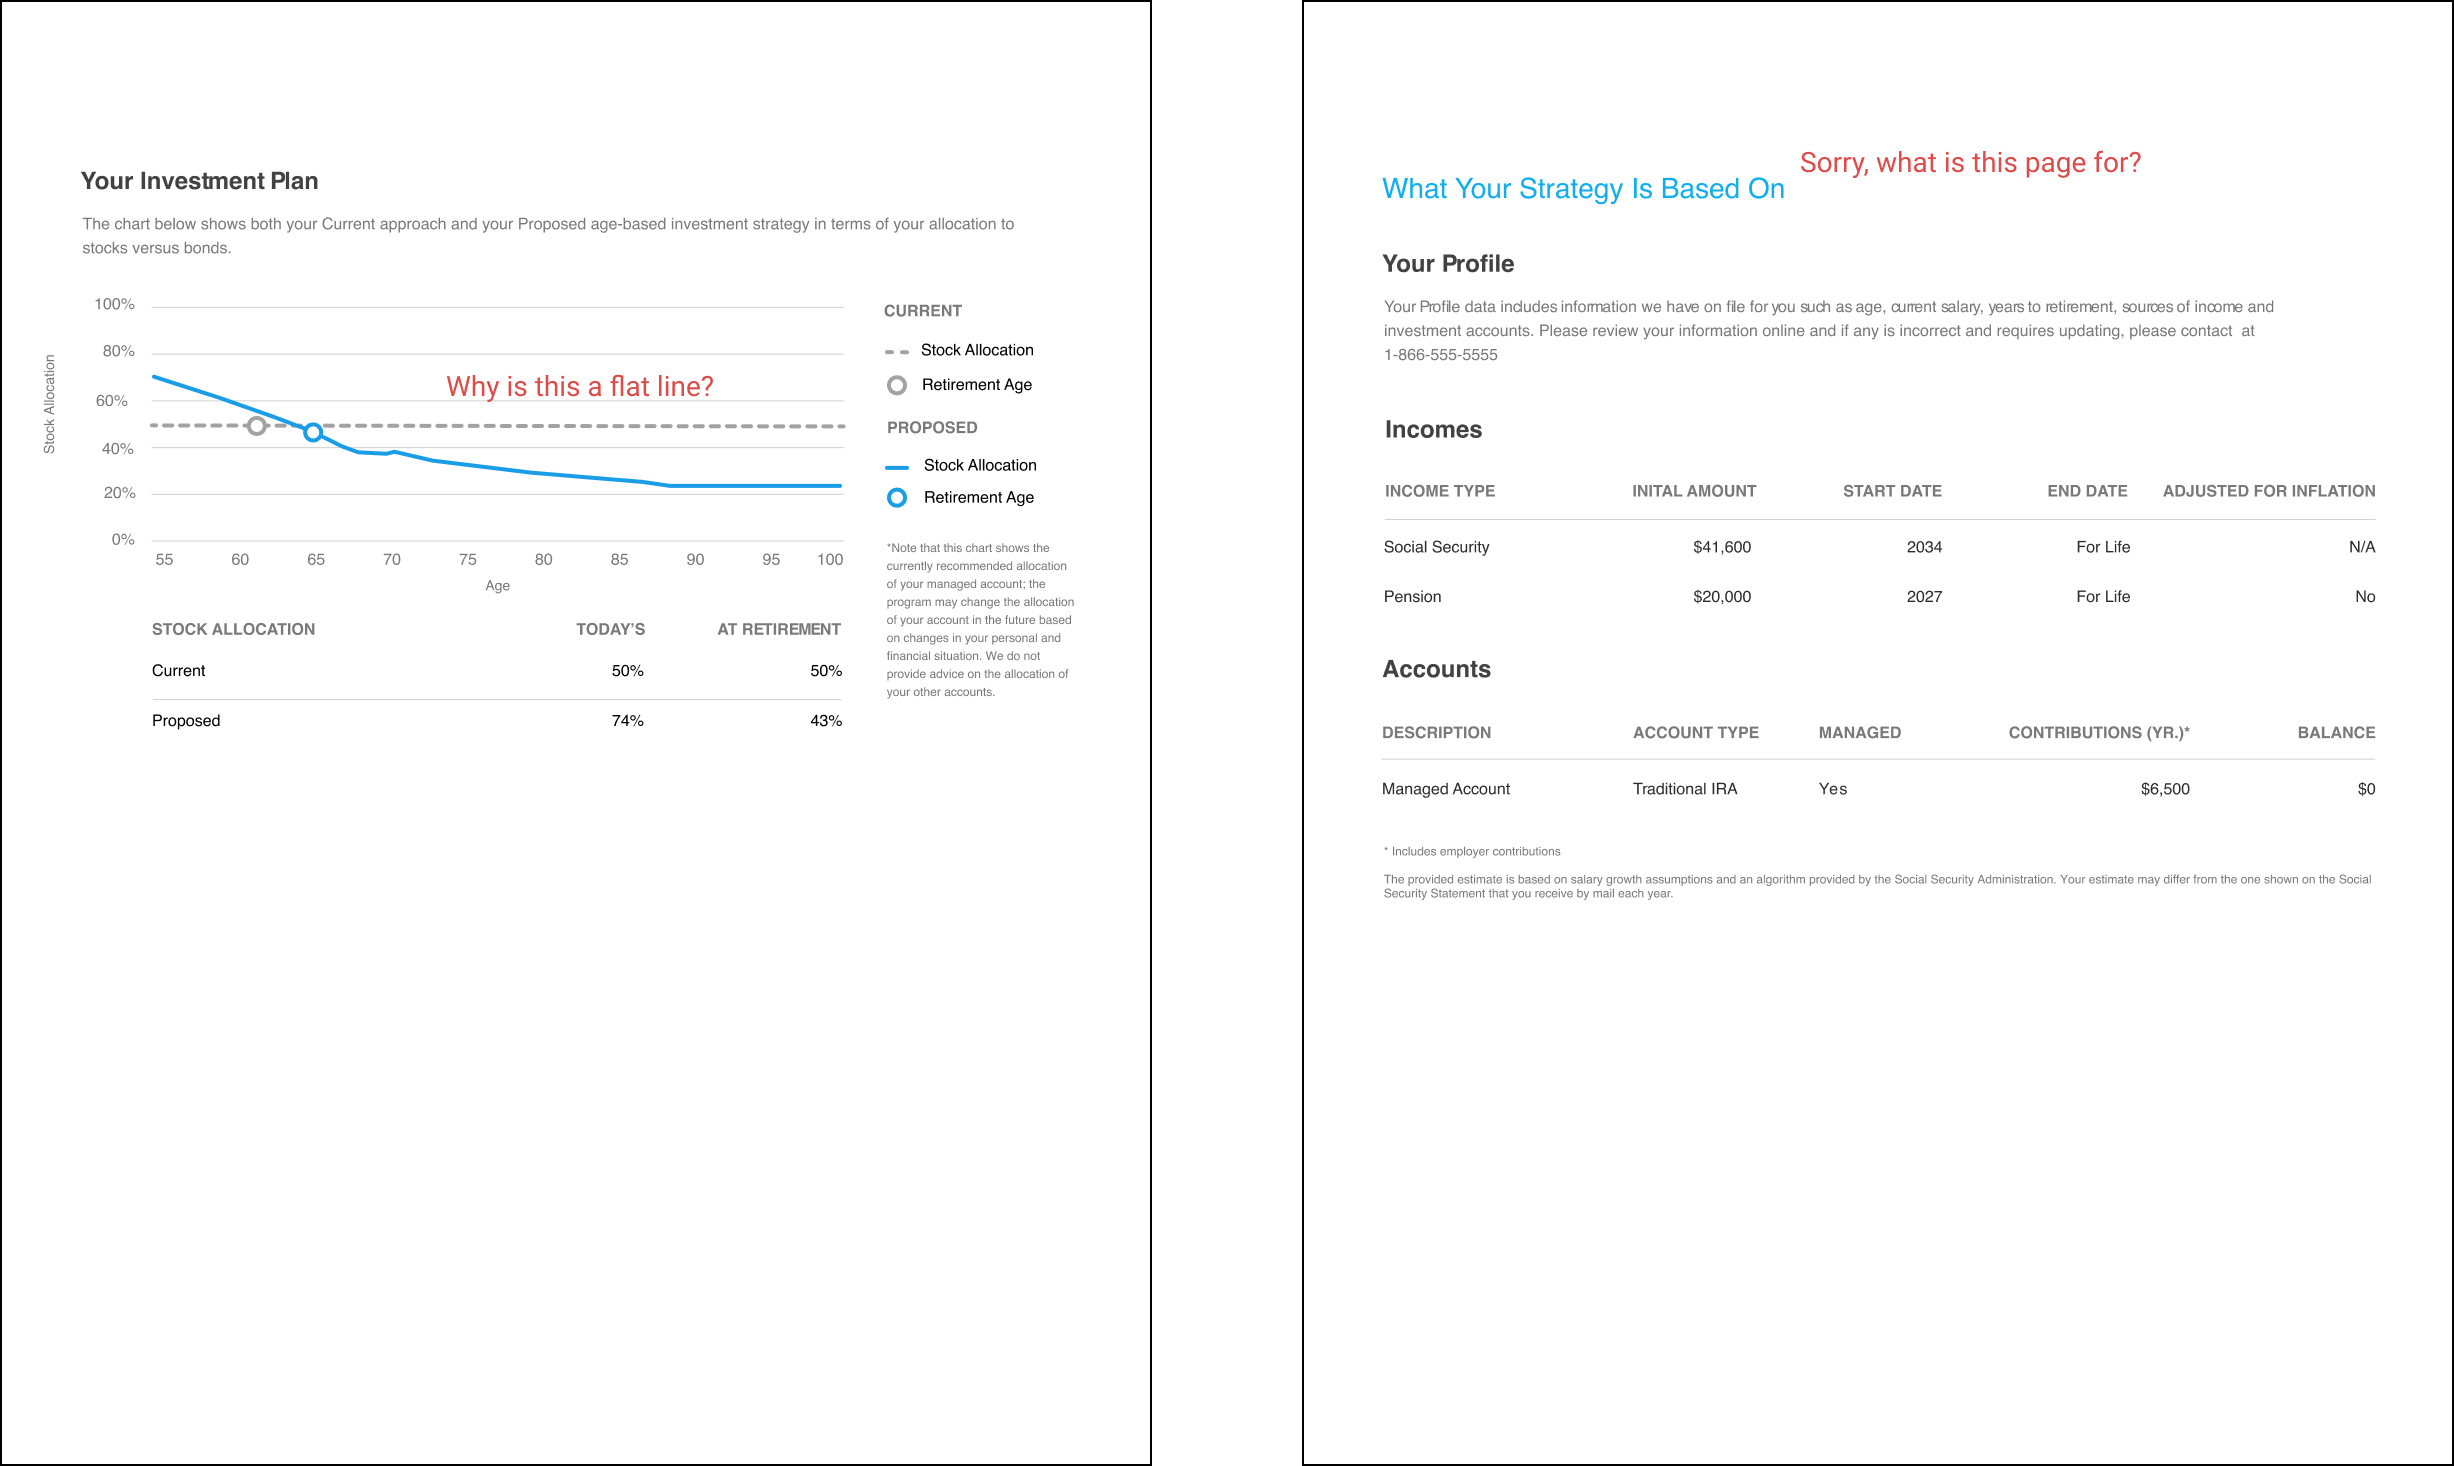 Your Investment Plan
The chart below shows both your Current approach and your Proposed age-based investment strategy in terms of your allocation to
stocks versus bonds.
Stock Allocation
100%
80%
60%
40%
20%
0%
Why is this a flat line?
55 60 65 70 75 80 85 90 95 100
Age
CURRENT
Stock Allocation
Retirement Age
PROPOSED
Stock Allocation
Retirement Age
*Note that this chart shows the
currently recommended allocation
of your managed account; the
program may change the allocation
of your account in the future based
on changes in your personal and
financial situation. We do not
provide advice on the allocation of
your other accounts.
STOCK ALLOCATION TODAY'S AT RETIREMENT
Current 50% 50%
Proposed 74% 43%
Sorry, what is this page for?
What Your Strategy Is Based On
Your Profile
Your Profile data includes information we have on file for you such as age, current salary, years to retirement, sources of income and
investment accounts. Please review your information online and if any is incorrect and requires updating, please contact at
1-866-555-5555
Incomes
INCOME TYPE INITAL AMOUNT START DATE END DATE ADJUSTED FOR INFLATION
Social Security $41,600 2034 For Life N/A
Pension $20,000 2027 For Life No
Accounts
DESCRIPTION ACCOUNT TYPE MANAGED CONTRIBUTIONS (YR.)* BALANCE
Managed Account Traditional IRA Yes $6,500 $0
* Includes employer contributions
The provided estimate is based on salary growth assumptions and an algorithm provided by the Social Security Administration. Your estimate may differ from the one shown on the Social
Security Statement that you receive by mail each year.